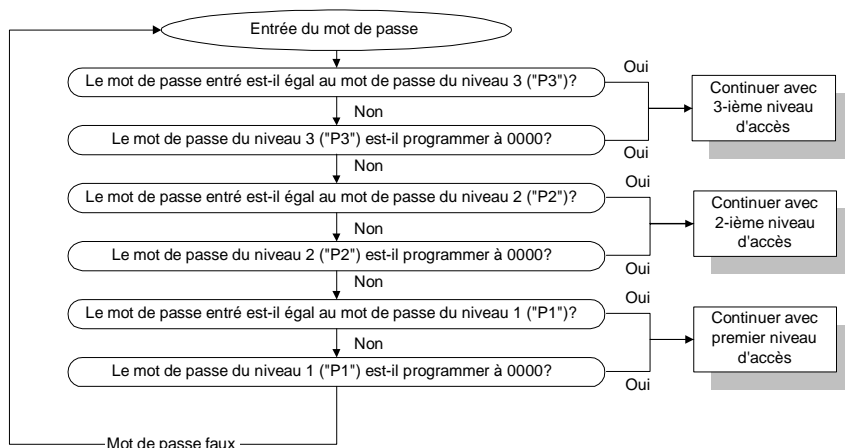 Entrée du mot de passe
Le mot de passe entré est-il égal au mot de passe du niveau 3 ("P3")?
Oui
Non
Le mot de passe du niveau 3 ("P3") est-il programmer à 0000?
Oui
Continuer avec
3-ième niveau
d'accès
Non
Le mot de passe entré est-il égal au mot de passe du niveau 2 ("P2")?
Oui
Non
Le mot de passe du niveau 2 ("P2") est-il programmer à 0000?
Oui
Continuer avec
2-ième niveau
d'accès
Non
Le mot de passe entré est-il égal au mot de passe du niveau 1 ("P1")?
Oui
Non
Le mot de passe du niveau 1 ("P1") est-il programmer à 0000?
Oui
Continuer avec
premier niveau
d'accès
Mot de passe faux